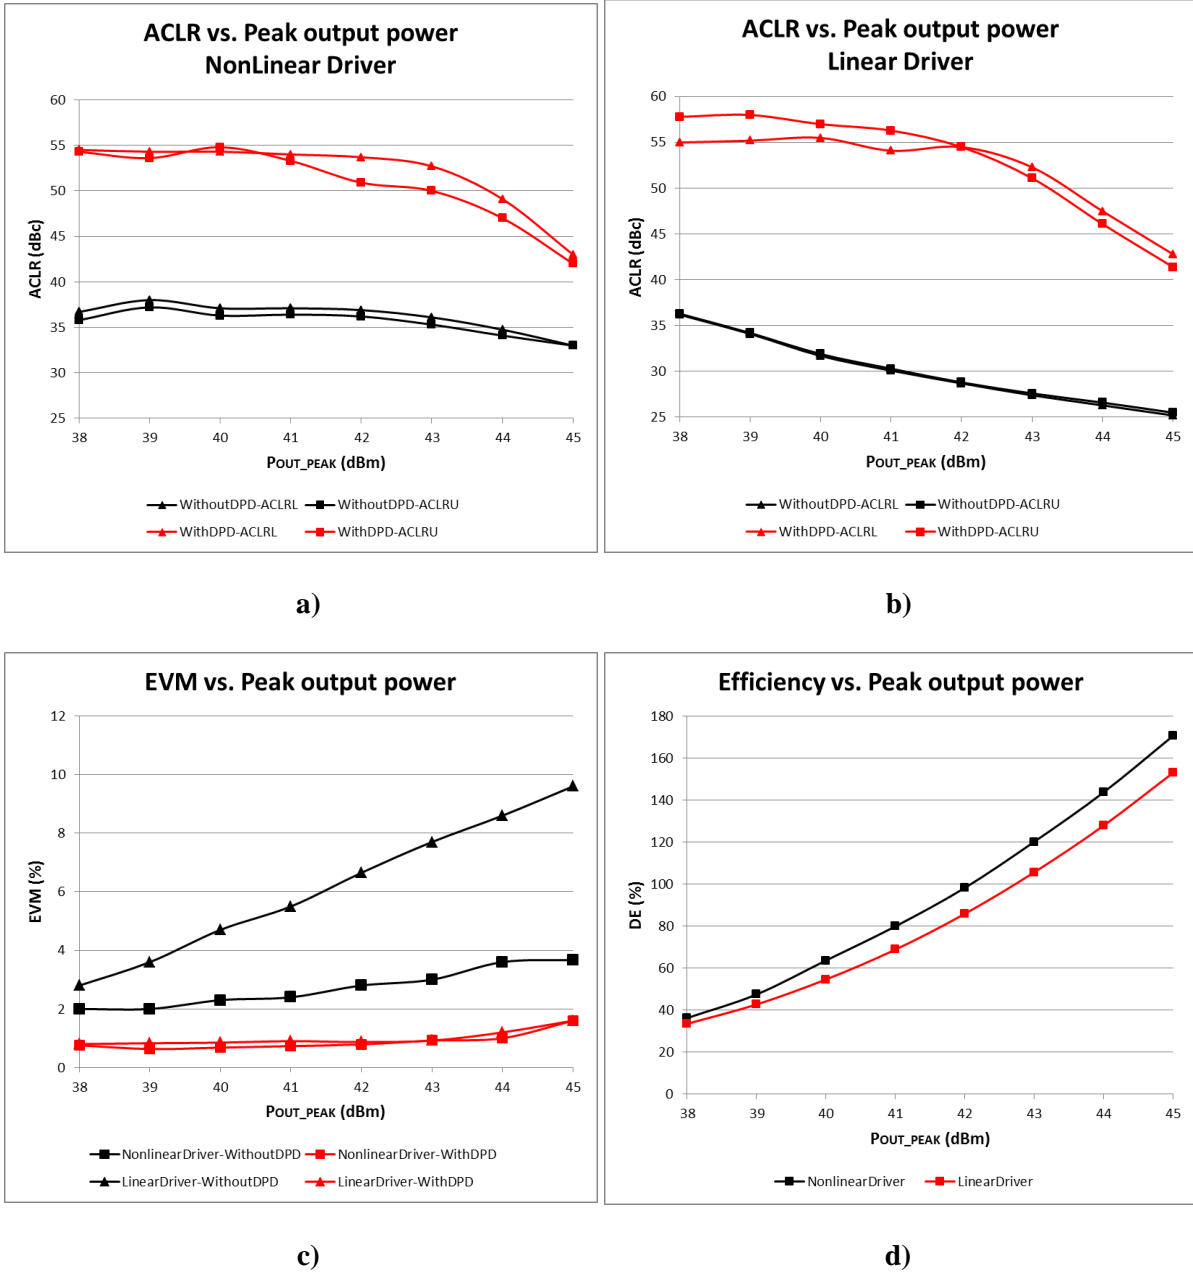 ACLR vs. Peak output power
NonLinear Driver
60
55
50
45
40
35
30
25
ACLR (dBc)
38 39 40 41 42 43 44 45
POUT_PEAK (dBm)
WithoutDPD-ACLRL WithoutDPD-ACLRU
WithDPD-ACLRL WithDPD-ACLRU
a)
ACLR vs. Peak output power
Linear Driver
60
55
50
45
40
35
30
25
ACLR (dBc)
38 39 40 41 42 43 44 45
POUT_PEAK (dBm)
WithoutDPD-ACLRL WithoutDPD-ACLRU
WithDPD-ACLRL WithDPD-ACLRU
b)
EVM vs. Peak output power
12
10
8
6
4
2
0
EVM (%)
38 39 40 41 42 43 44 45
POUT_PEAK (dBm)
NonlinearDriver-WithoutDPD NonlinearDriver-WithDPD
LinearDriver-WithoutDPD LinearDriver-WithDPD
c)
Efficiency vs. Peak output power
180
160
140
120
100
80
60
40
20
0
DE (%)
38 39 40 41 42 43 44 45
POUT_PEAK (dBm)
NonlinearDriver LinearDriver
d)